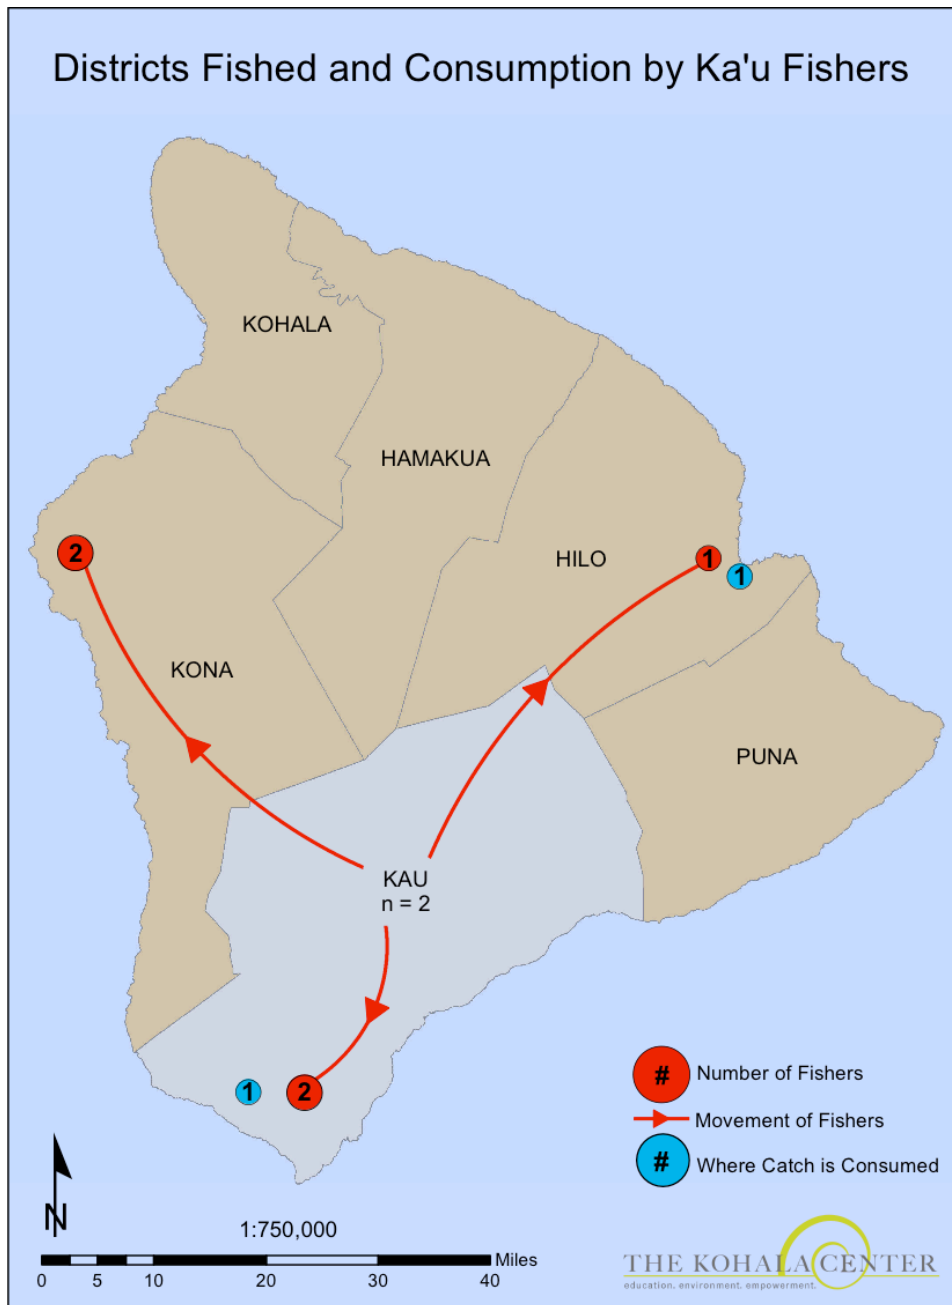 Districts Fished and Consumption by Ka'u Fishers
KOHALA
HAMAKUA
2
HILO
1
1
KONA
PUNA
KAU
n = 2
1
2
# Number of Fishers
Movement of Fishers
# Where Catch is Consumed
N
1:750,000
Miles
0 5 10 20 30 40
THE KOHALA CENTER
education. environment. empowerment.